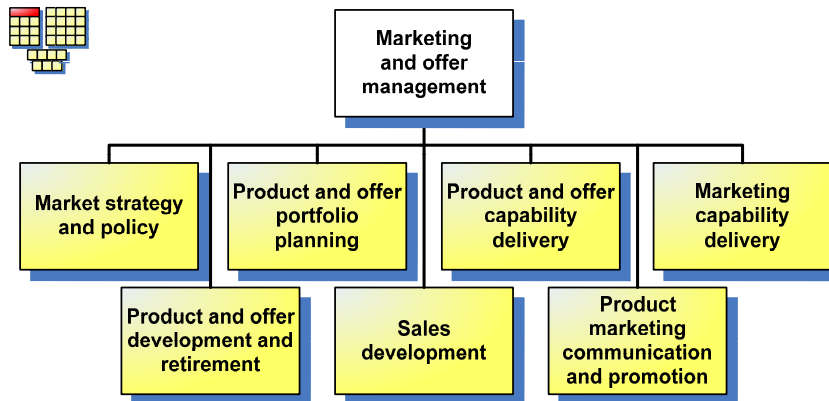 Marketing
and offer
management
Market strategy
and policy
Product and offer
portfolio
planning
Product and offer
capability
delivery
Marketing
capability
delivery
Product and offer
development and
retirement
Sales
development
Product
marketing
communication
and promotion